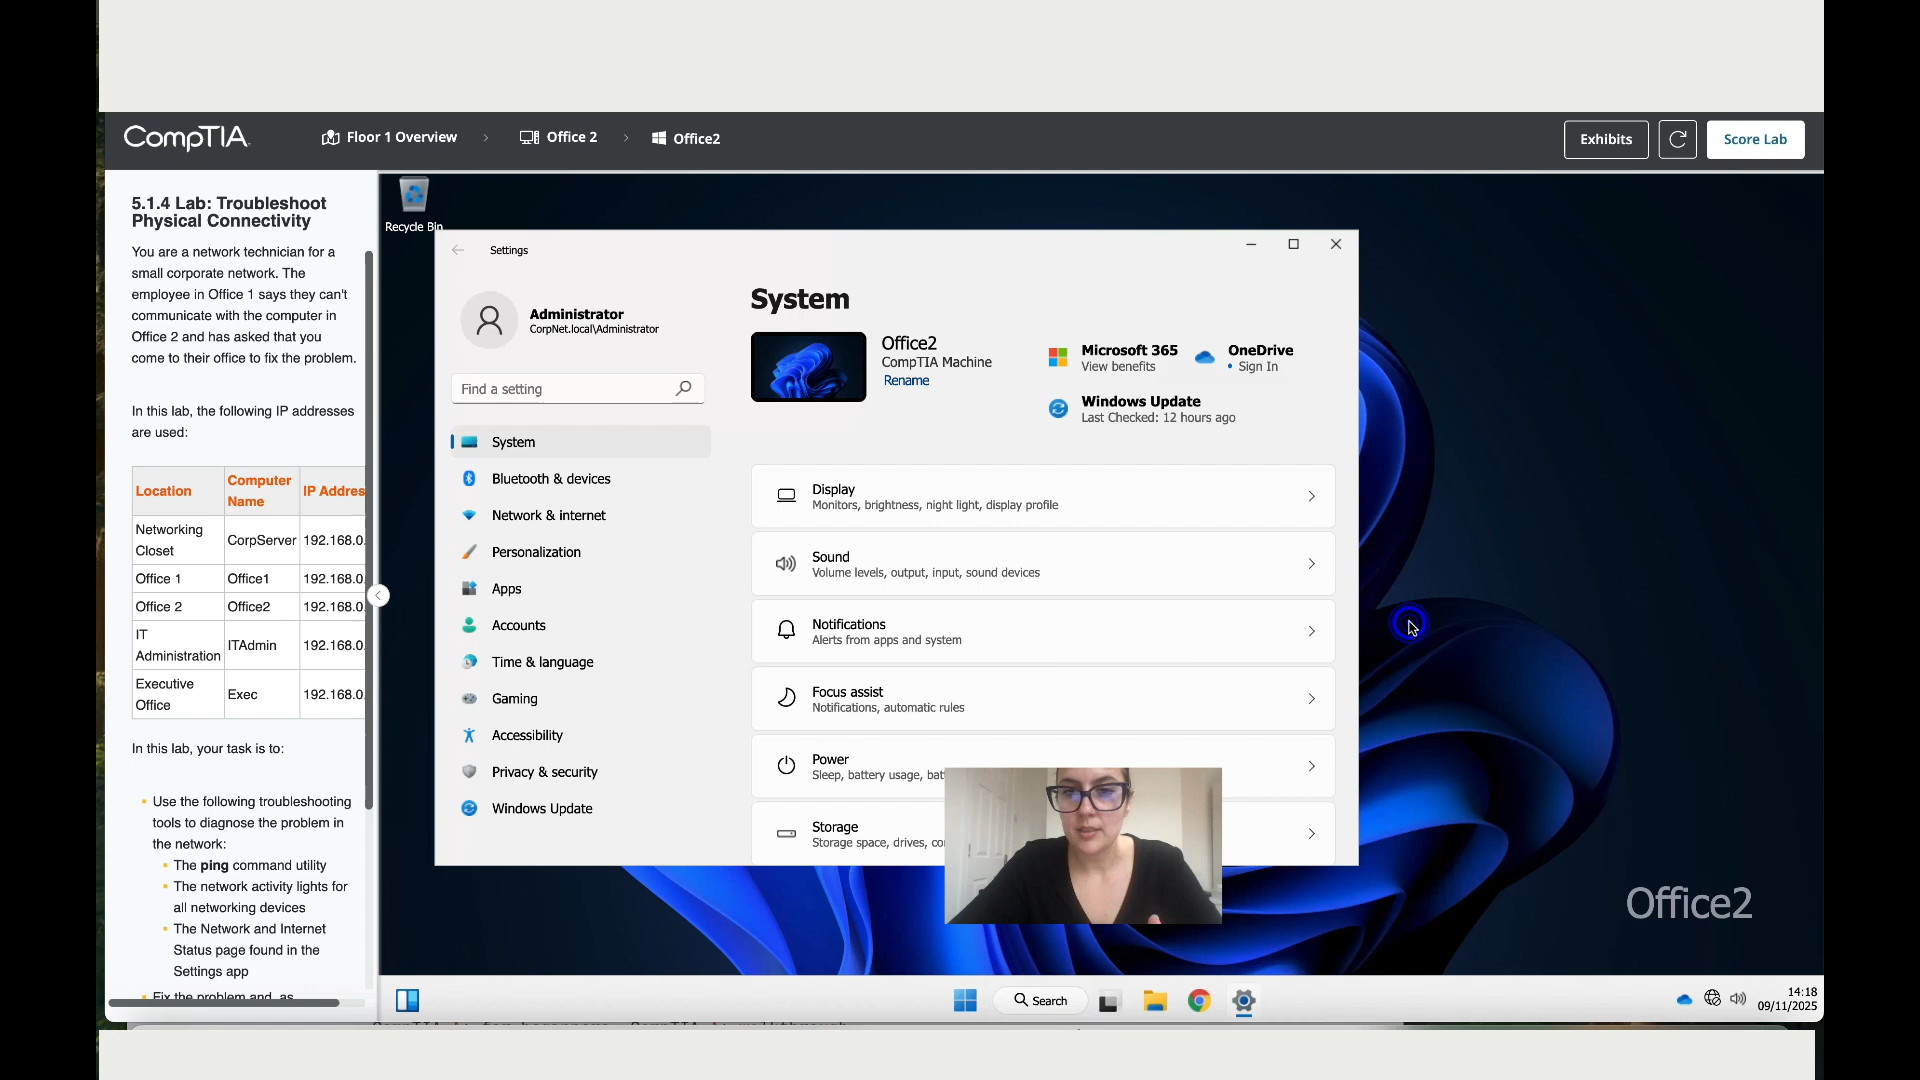 CompTIA.
Floor 1 Overview
Office 2
Office2
Exhibits
Score Lab
5.1.4 Lab: Troubleshoot
Physical Connectivity
You are a network technician for a
small corporate network. The
employee in Office 1 says they can't
communicate with the computer in
Office 2 and has asked that you
come to their office to fix the problem.
In this lab, the following IP addresses
are used:
Location
Computer
Name
IP Addres
Networking
Closet
CorpServer
192.168.0.
Office 1
Office1
192.168.0.
Office 2
Office2
192.168.0.
IT
Administration
ITAdmin
192.168.0.
Executive
Office
Exec
192.168.0.
In this lab, your task is to:
Use the following troubleshooting
tools to diagnose the problem in
the network:
The ping command utility
The network activity lights for
all networking devices
The Network and Internet
Status page found in the
Settings app
Fix the problem and, as
Recycle Bin
Settings
Administrator
CorpNet.local\Administrator
Find a setting
System
Bluetooth & devices
Network & internet
Personalization
Apps
Accounts
Time & language
Gaming
Accessibility
Privacy & security
Windows Update
System
Office2
CompTIA Machine
Rename
Microsoft 365
View benefits
OneDrive
• Sign In
Windows Update
Last Checked: 12 hours ago
Display
Monitors, brightness, night light, display profile
Sound
Volume levels, output, input, sound devices
Notifications
Alerts from apps and system
Focus assist
Notifications, automatic rules
Power
Sleep, battery usage, bat
Storage
Storage space, drives, co
Office2
Search
14:18
09/11/2025